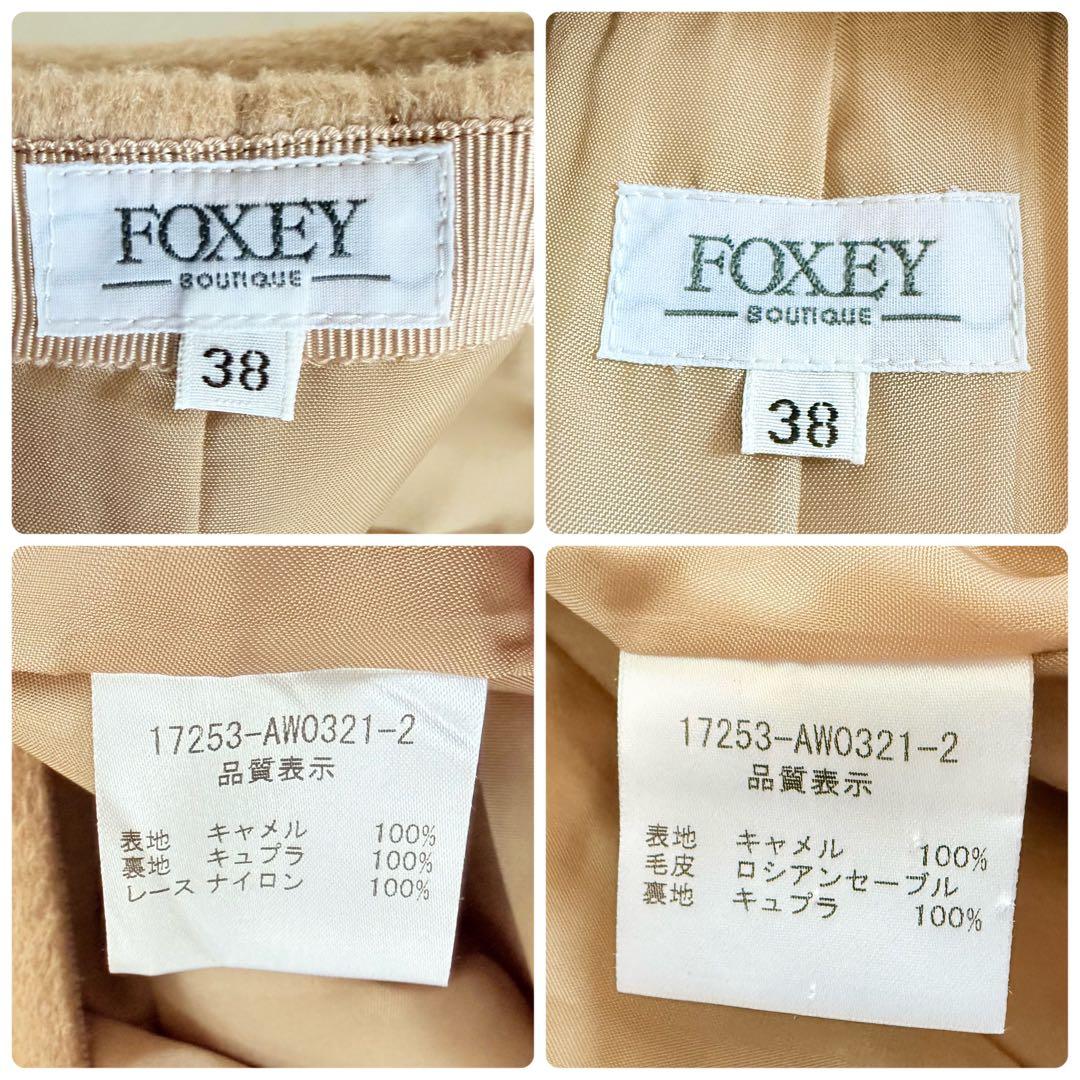 FOXEY
BOUTIQUE
38
FOXEY
BOUTIQUE
38
17253-AW0321-2
品質表示
表地 キャメル 100%
裏地 キュプラ 100%
レース ナイロン 100%
17253-AW0321-2
品質表示
表地 キャメル 100%
毛皮 ロシアンセーブル
裏地 キュプラ 100%